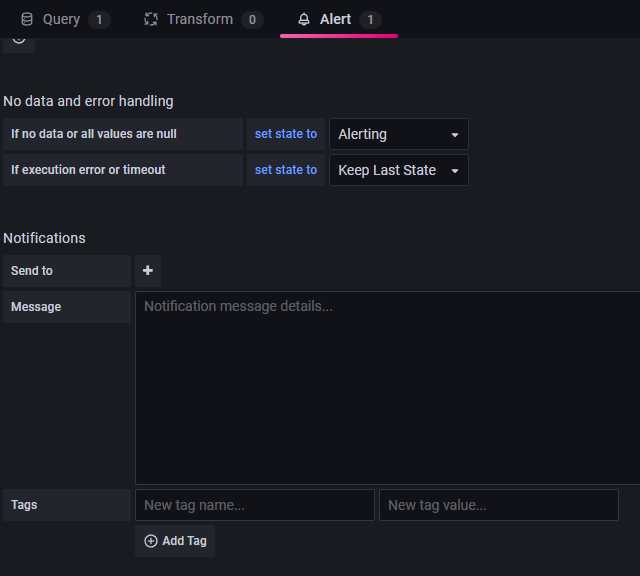 Query 1 Transform 0 Alert 1
No data and error handling
If no data or all values are null set state to Alerting
If execution error or timeout set state to Keep Last State
Notifications
Send to +
Message Notification message details...
Tags New tag name... New tag value...
Add Tag